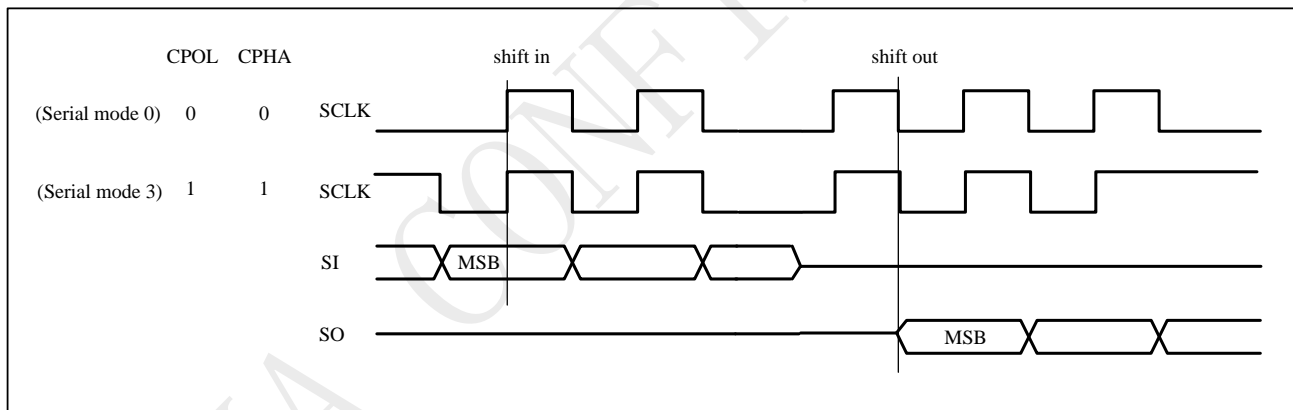 CPOL CPHA shift in shift out
(Serial mode 0) 0 0 SCLK
(Serial mode 3) 1 1 SCLK
SI MSB
SO MSB